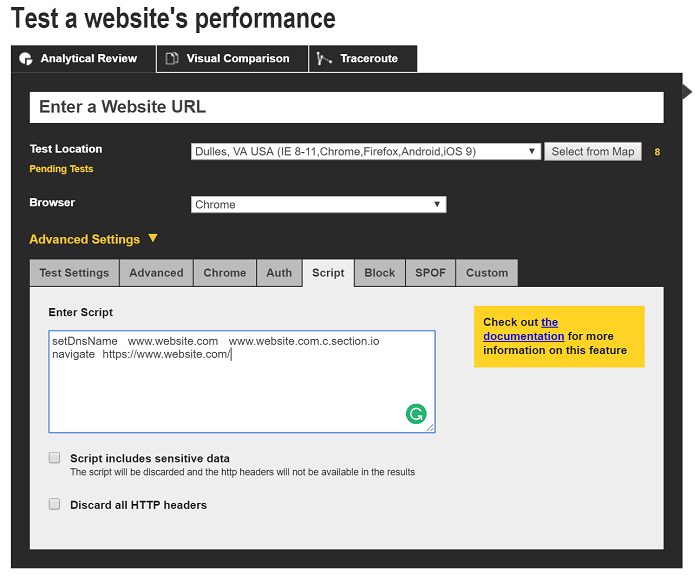 Test a website's performance
Analytical Review
Visual Comparison
Traceroute
Enter a Website URL
Test Location
Dulles, VA USA (IE 8-11,Chrome,Firefox,Android,iOS 9)
Select from Map
8
Pending Tests
Browser
Chrome
Advanced Settings
Test Settings
Advanced
Chrome
Auth
Script
Block
SPOF
Custom
Enter Script
setDnsName www.website.com www.website.com.c.section.io
navigate https://www.website.com/
Check out the
documentation for more
information on this feature
Script includes sensitive data
The script will be discarded and the http headers will not be available in the results
Discard all HTTP headers